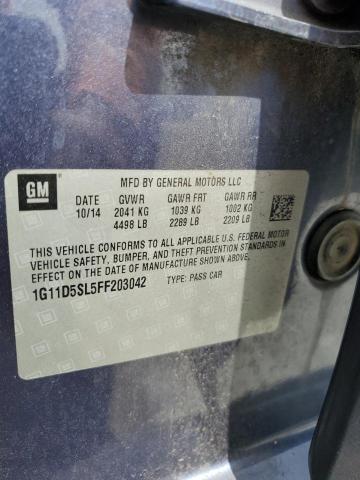 GM
MFD BY GENERAL MOTORS LLC
DATE GVWR GAWR FRT GAWR RR
10/14 2041 KG 1039 KG 1002 KG
4498 LB 2289 LB 2209 LB
THIS VEHICLE CONFORMS TO ALL APPLICABLE U.S. FEDERAL MOTOR
VEHICLE SAFETY, BUMPER, AND THEFT PREVENTION STANDARDS IN
EFFECT ON THE DATE OF MANUFACTURE SHOWN ABOVE.
1G11D5SL5FF203042 TYPE: PASS CAR